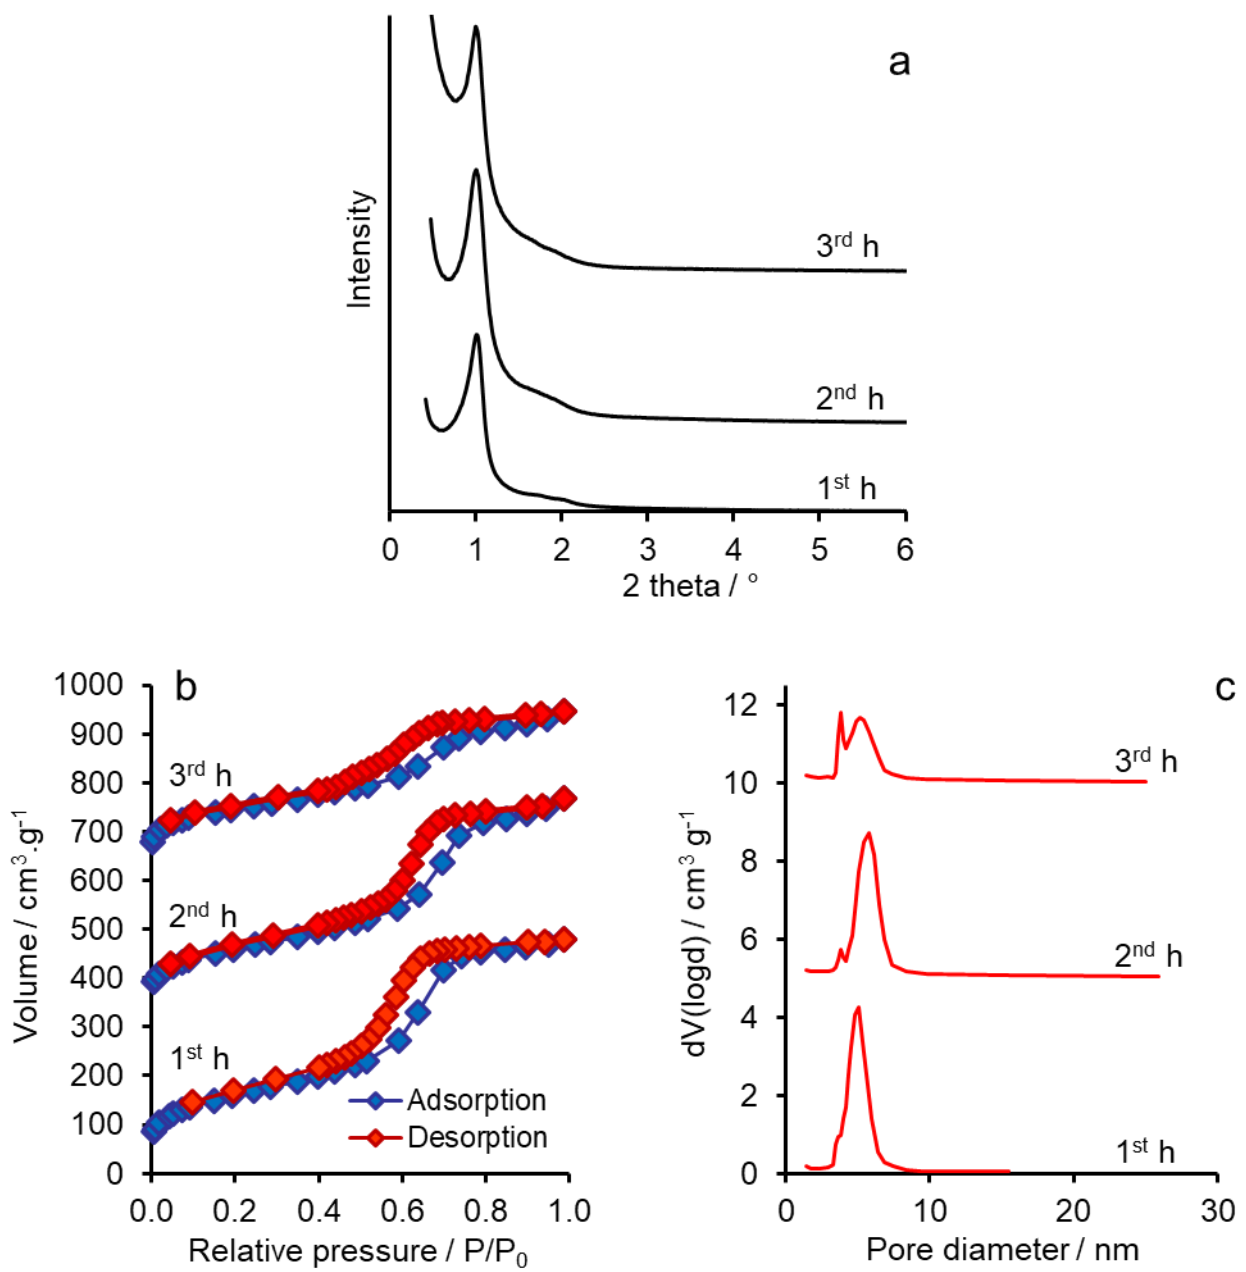 a
Intensity
3rd h
2nd h
1st h
0 1 2 3 4 5 6
2 theta / °
b
Volume / cm3.g-1
1000
900
800
700
600
500
400
300
200
100
0
3rd h
2nd h
1st h
Adsorption
Desorption
0.0 0.2 0.4 0.6 0.8 1.0
Relative pressure / P/P0
c
dV(logd) / cm3 g-1
12
10
8
6
4
2
0
3rd h
2nd h
1st h
0 10 20 30
Pore diameter / nm